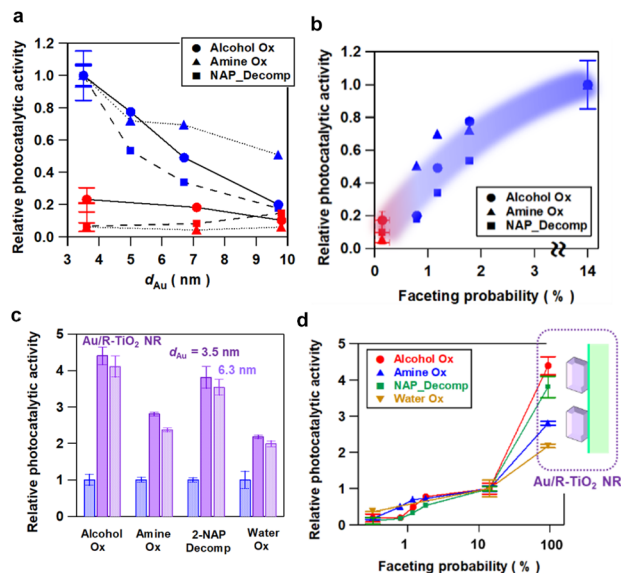 a
Relative photocatalytic activity
1.2
1.0
0.8
0.6
0.4
0.2
0.0
Alcohol Ox
Amine Ox
NAP_Decomp
3 4 5 6 7 8 9 10
dAu ( nm )
b
Relative photocatalytic activity
1.2
1.0
0.8
0.6
0.4
0.2
0.0
Alcohol Ox
Amine Ox
NAP_Decomp
0 1 2 3 14
Faceting probability ( % )
c
Relative photocatalytic activity
5
4
3
2
1
0
Au/R-TiO2 NR
dAu = 3.5 nm
6.3 nm
Alcohol Ox
Amine Ox
2-NAP Decomp
Water Ox
d
Relative photocatalytic activity
5
4
3
2
1
0
Alcohol Ox
Amine Ox
NAP_Decomp
Water Ox
Au/R-TiO2 NR
1 10 100
Faceting probability ( % )